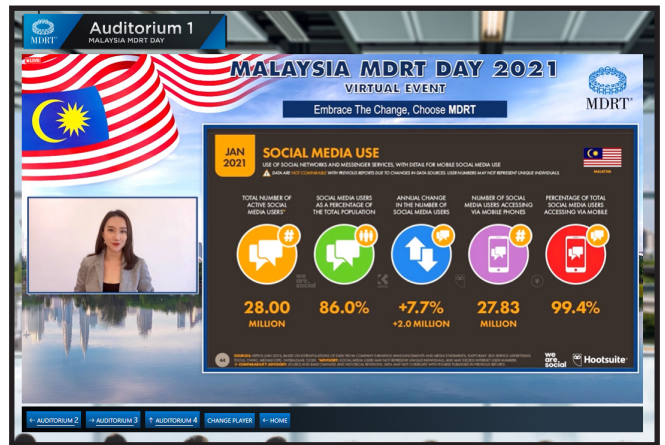 MDRT
Auditorium 1
MALAYSIA MDRT DAY
LIVE
MALAYSIA MDRT DAY 2021
VIRTUAL EVENT
Embrace The Change, Choose MDRT
MDRT®
JAN
2021
SOCIAL MEDIA USE
USE OF SOCIAL NETWORKS AND MESSENGER SERVICES, WITH DETAIL FOR MOBILE SOCIAL MEDIA USE
DATA ARE NOT COMPARABLE WITH PREVIOUS REPORTS DUE TO CHANGES IN DATA SOURCES. USER NUMBERS MAY NOT REPRESENT UNIQUE INDIVIDUALS.
MALAYSIA
TOTAL NUMBER OF
ACTIVE SOCIAL
MEDIA USERS*
SOCIAL MEDIA USERS
AS A PERCENTAGE OF
THE TOTAL POPULATION
ANNUAL CHANGE
IN THE NUMBER OF
SOCIAL MEDIA USERS
NUMBER OF SOCIAL
MEDIA USERS ACCESSING
VIA MOBILE PHONES
PERCENTAGE OF TOTAL
SOCIAL MEDIA USERS
ACCESSING VIA MOBILE
#
#
we
are.
social
28.00
MILLION
86.0%
+7.7%
+2.0 MILLION
27.83
MILLION
99.4%
we
are.
social
Hootsuite®
← AUDITORIUM 2
→ AUDITORIUM 3
↑ AUDITORIUM 4
CHANGE PLAYER
← HOME